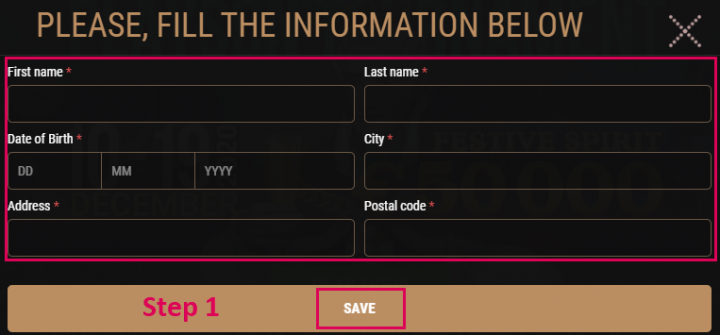 PLEASE, FILL THE INFORMATION BELOW
First name * Last name *
Date of Birth * City *
DD MM YYYY
Address * Postal code *
Step 1 SAVE